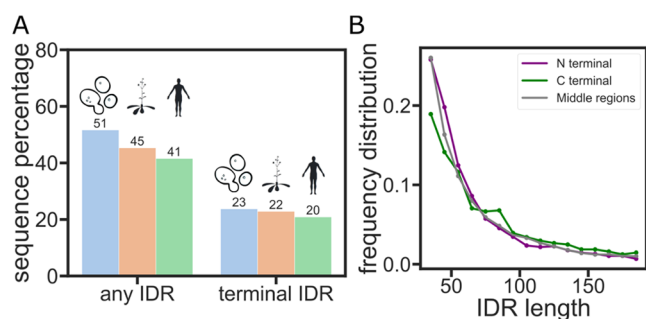 A
sequence percentage
80
60
40
20
0
51
45
41
23
22
20
any IDR
terminal IDR
B
frequency distribution
0.2
0.1
0.0
N terminal
C terminal
Middle regions
50
100
150
IDR length